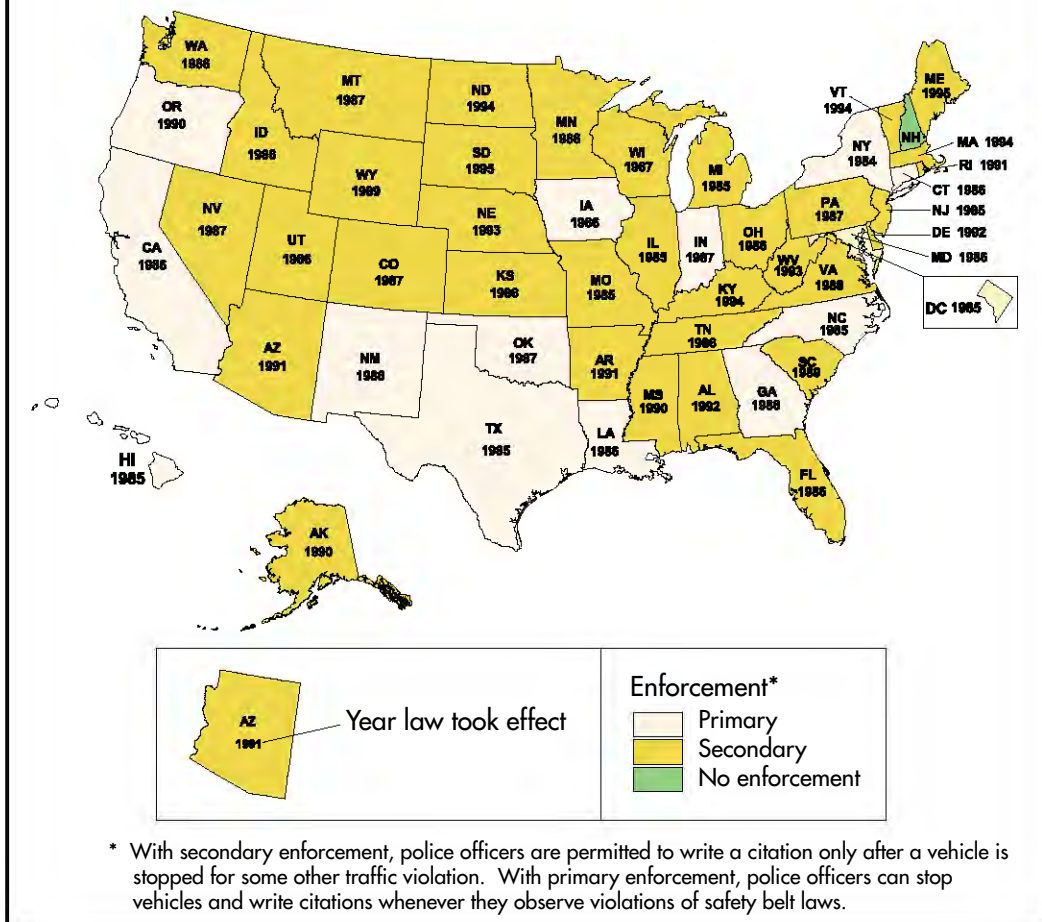 WA
1986
MT
1987
ND
1994
MN
1986
ME
1995
VT
1994
NH
OR
1990
ID
1986
SD
1995
WI
1987
MI
1985
NY
1984
MA 1994
RI 1991
CT 1986
WY
1989
NE
1993
IA
1986
PA
1987
NJ 1985
DE 1992
MD 1986
DC 1985
NV
1987
UT
1986
CO
1987
KS
1986
MO
1985
IL
1985
IN
1987
OH
1986
WV
1993
VA
1988
KY
1994
CA
1986
AZ
1991
NM
1986
OK
1987
AR
1991
TN
1986
NC
1985
SC
1989
MS
1990
AL
1992
GA
1988
TX
1985
LA
1986
FL
1986
HI
1985
AK
1990
AZ
1991
Year law took effect
Enforcement*
Primary
Secondary
No enforcement
* With secondary enforcement, police officers are permitted to write a citation only after a vehicle is
stopped for some other traffic violation. With primary enforcement, police officers can stop
vehicles and write citations whenever they observe violations of safety belt laws.